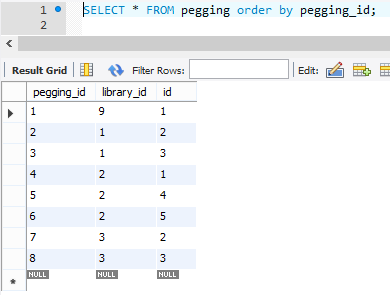 1 SELECT * FROM pegging order by pegging_id;
2
Result Grid Filter Rows: Edit:
pegging_id library_id id
1 9 1
2 1 2
3 1 3
4 2 1
5 2 4
6 2 5
7 3 2
8 3 3
* NULL NULL NULL